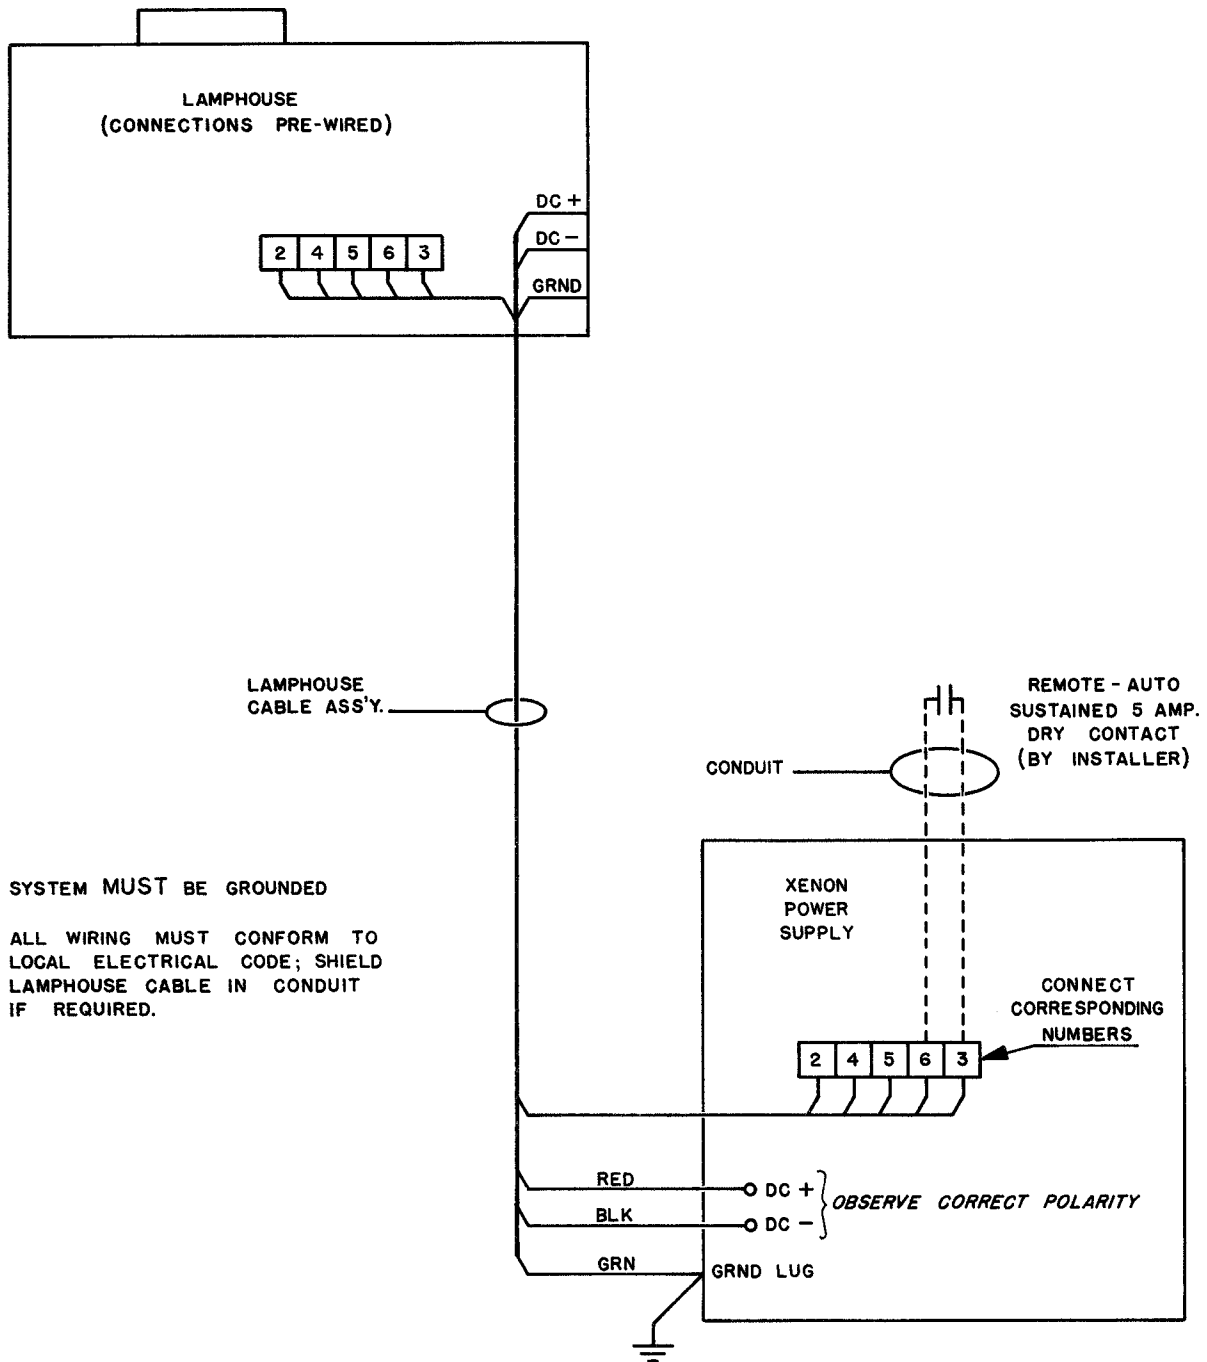 LAMPHOUSE
(CONNECTIONS PRE-WIRED)
DC +
DC -
GRND
2 4 5 6 3
LAMPHOUSE
CABLE ASS'Y.
REMOTE - AUTO
SUSTAINED 5 AMP.
DRY CONTACT
(BY INSTALLER)
CONDUIT
SYSTEM MUST BE GROUNDED
ALL WIRING MUST CONFORM TO
LOCAL ELECTRICAL CODE; SHIELD
LAMPHOUSE CABLE IN CONDUIT
IF REQUIRED.
XENON
POWER
SUPPLY
CONNECT
CORRESPONDING
NUMBERS
2 4 5 6 3
RED
DC +
BLK
DC -
OBSERVE CORRECT POLARITY
GRN
GRND LUG